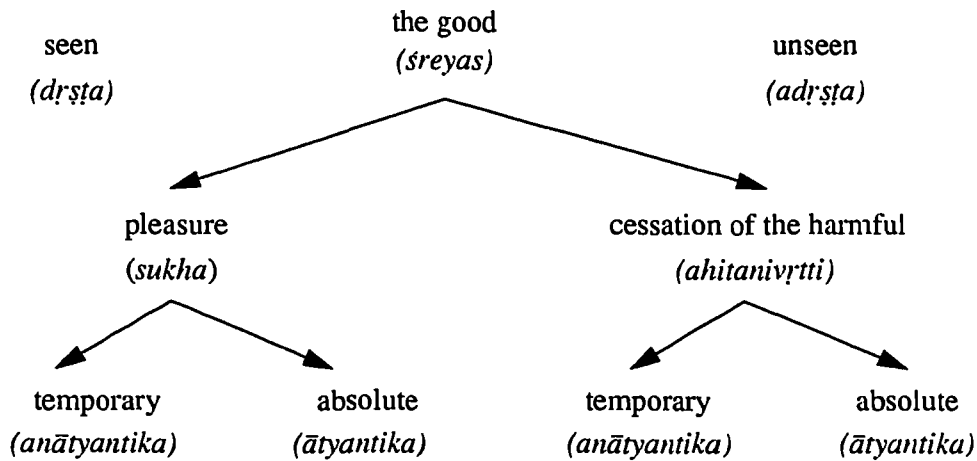 the good
(śreyas)
seen
(dṛṣṭa)
unseen
(adṛṣṭa)
pleasure
(sukha)
cessation of the harmful
(ahitanivṛtti)
temporary
(anātyantika)
absolute
(ātyantika)
temporary
(anātyantika)
absolute
(ātyantika)